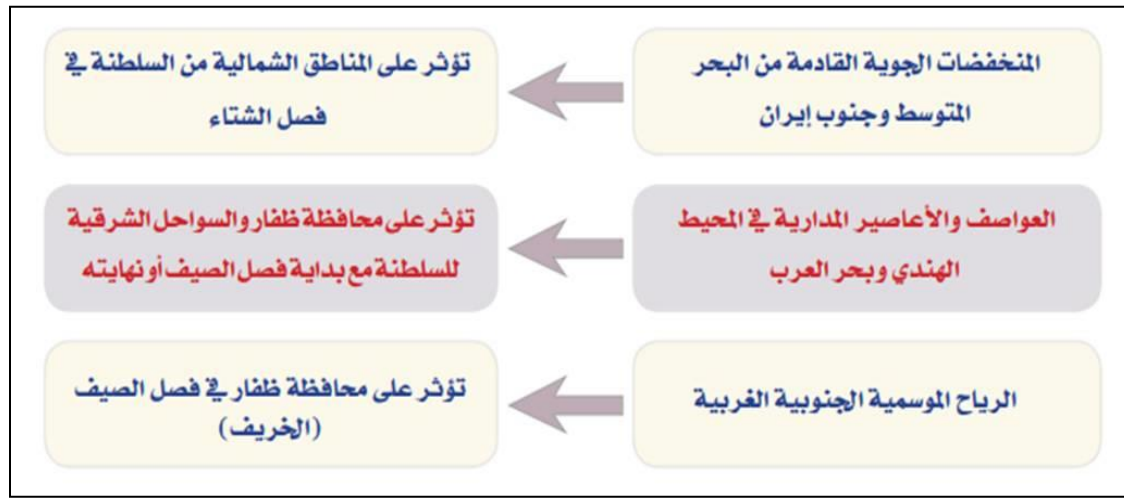 المنخفضات الجوية القادمة من البحر
المتوسط وجنوب إيران
تؤثر على المناطق الشمالية من السلطنة في
فصل الشتاء
العواصف والأعاصير المدارية في المحيط
الهندي وبحر العرب
تؤثر على محافظة ظفار والسواحل الشرقية
للسلطنة مع بداية فصل الصيف أو نهايته
الرياح الموسمية الجنوبية الغربية
تؤثر على محافظة ظفار في فصل الصيف
(الخريف)